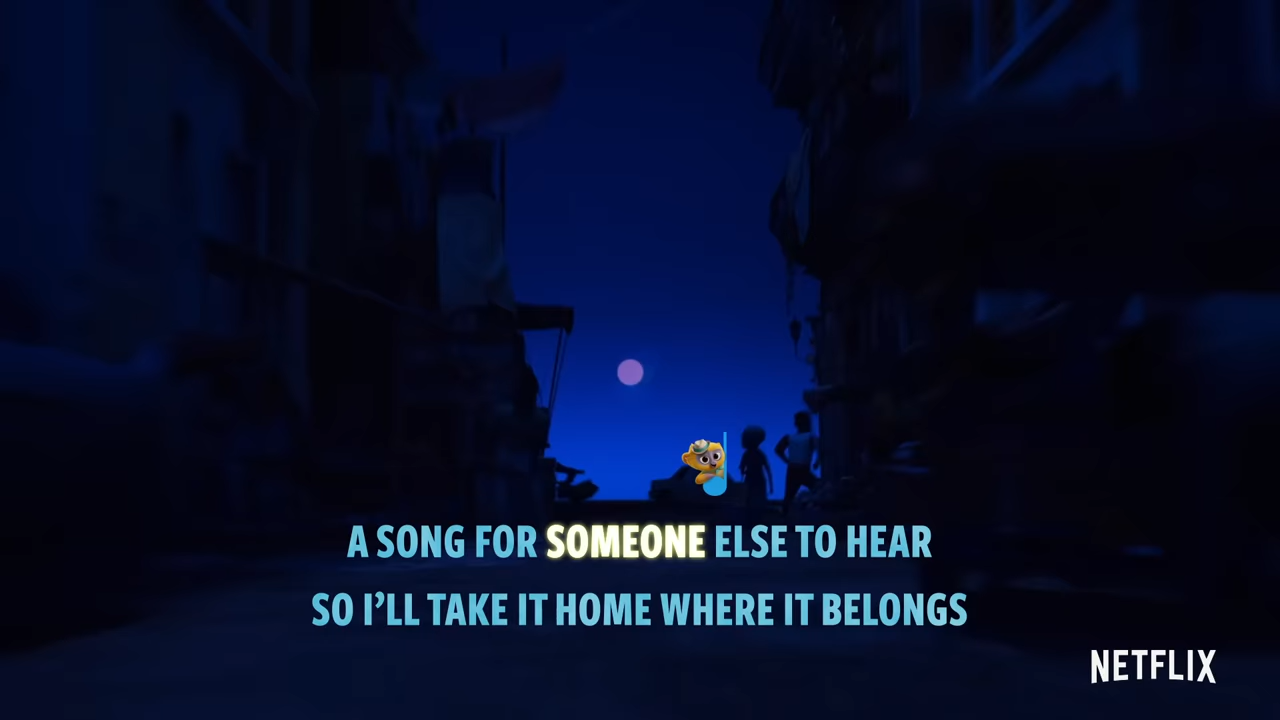 A SONG FOR SOMEONE ELSE TO HEAR
SO I’LL TAKE IT HOME WHERE IT BELONGS
NETFLIX